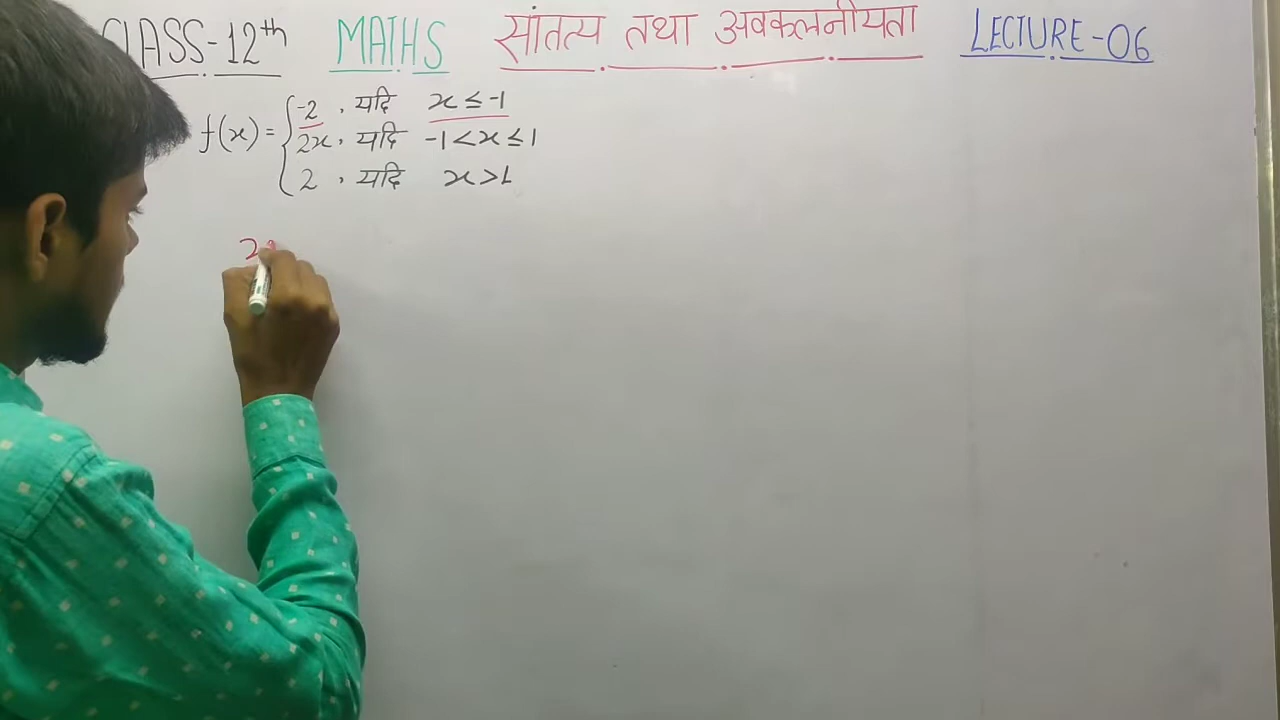 CLASS-12th MATHS सांतत्य तथा अवकलनीयता LECTURE-06
-2 , यदि x ≤ -1
f(x) = { 2x, यदि -1 < x ≤ 1
2 , यदि x > 1